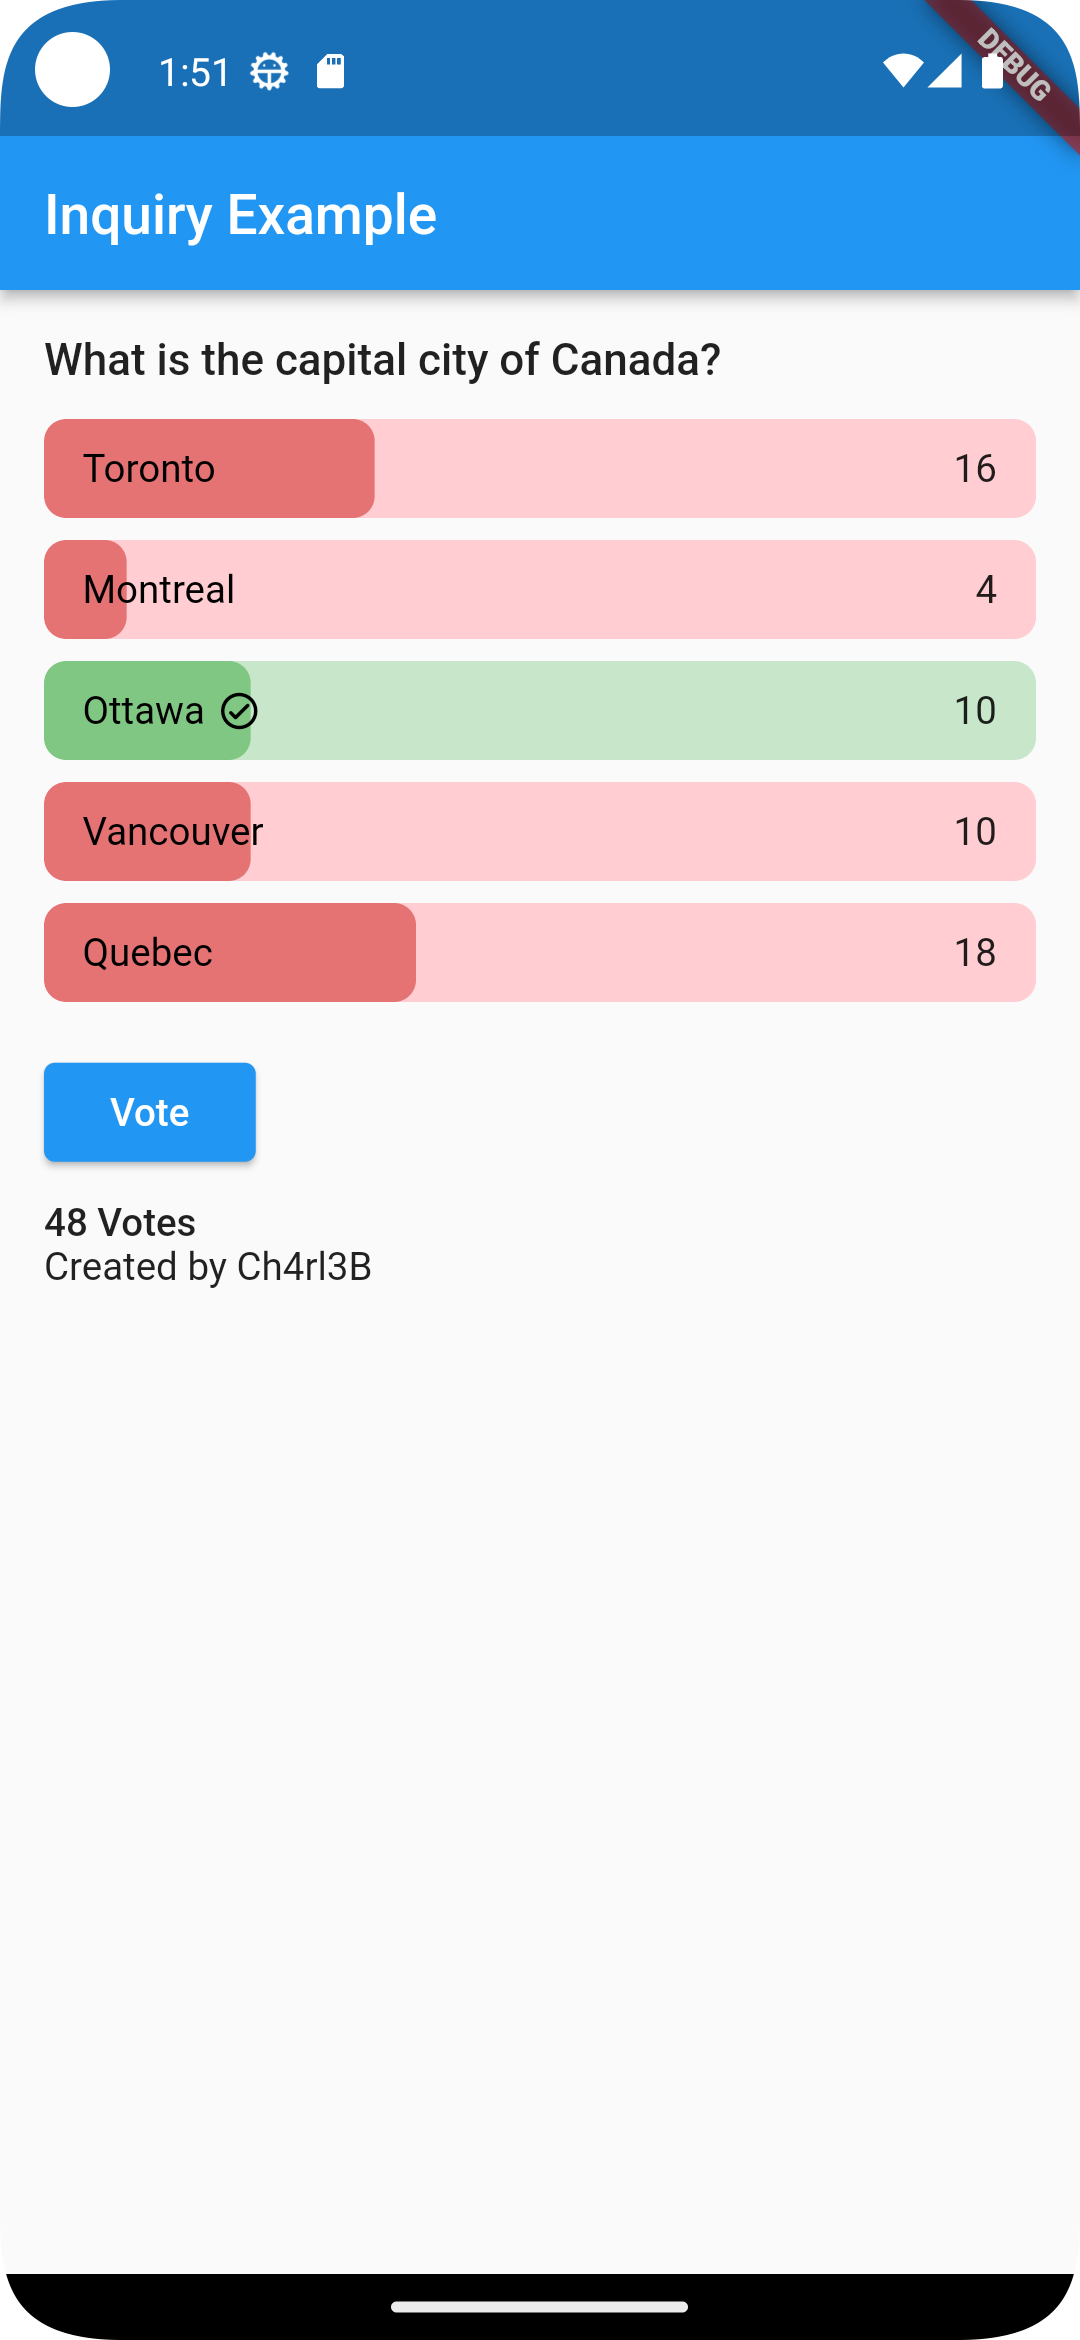 1:51
DEBUG
Inquiry Example
What is the capital city of Canada?
Toronto 16
Montreal 4
Ottawa 10
Vancouver 10
Quebec 18
Vote
48 Votes
Created by Ch4rl3B